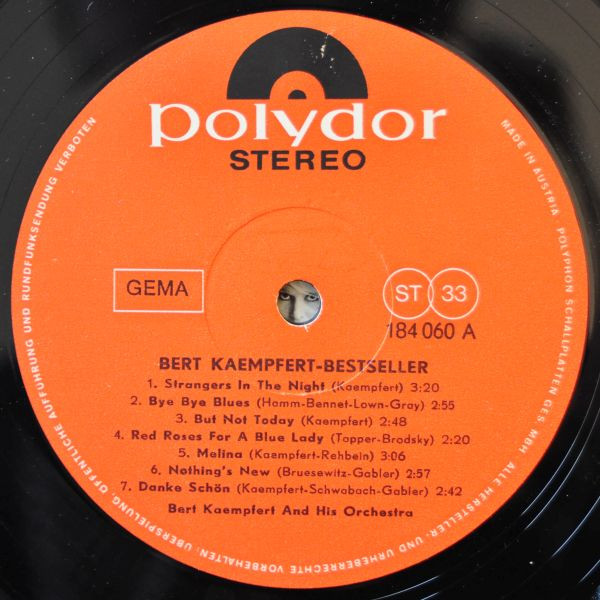 polydor
STEREO
GEMA
ST 33
184 060 A
BERT KAEMPFERT-BESTSELLER
1. Strangers In The Night (Kaempfert) 3:20
2. Bye Bye Blues (Hamm-Bennet-Lown-Gray) 2:55
3. But Not Today (Kaempfert) 2:48
4. Red Roses For A Blue Lady (Tepper-Brodsky) 2:20
5. Melina (Kaempfert-Rehbein) 3:06
6. Nothing's New (Bruesewitz-Gabler) 2:57
7. Danke Schön (Kaempfert-Schwabach-Gabler) 2:42
Bert Kaempfert And His Orchestra
MADE IN AUSTRIA · POLYPHON SCHALLPLATTEN GES MBH · ALLE HERSTELLER- UND URHEBERRECHTE VORBEHALTEN; ÜBERSPIELUNG, ÖFFENTLICHE AUFFÜHRUNG UND RUNDFUNKSENDUNG VERBOTEN